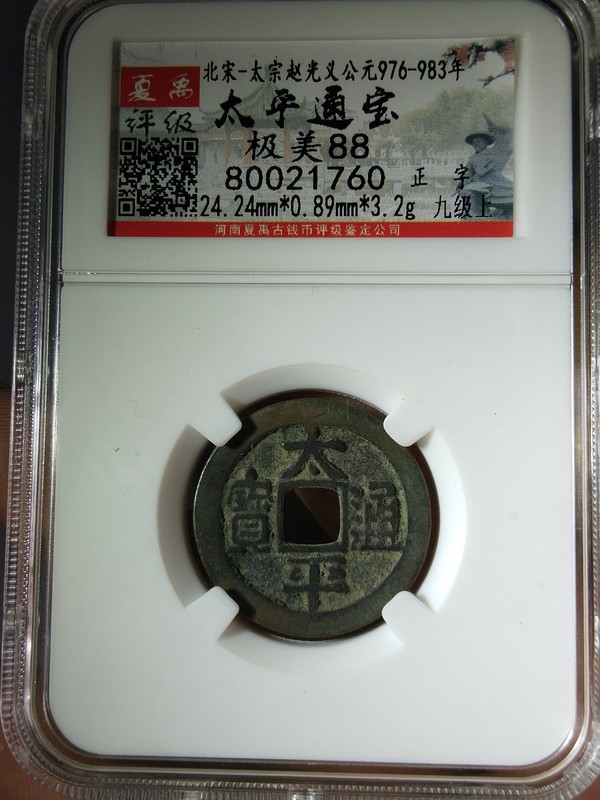 北宋-太宗赵光义公元976-983年
夏禹
评级
太平通宝
极美88
80021760 正字
24.24mm*0.89mm*3.2g 九级上
河南夏禹古钱币评级鉴定公司
太
寶 通
平